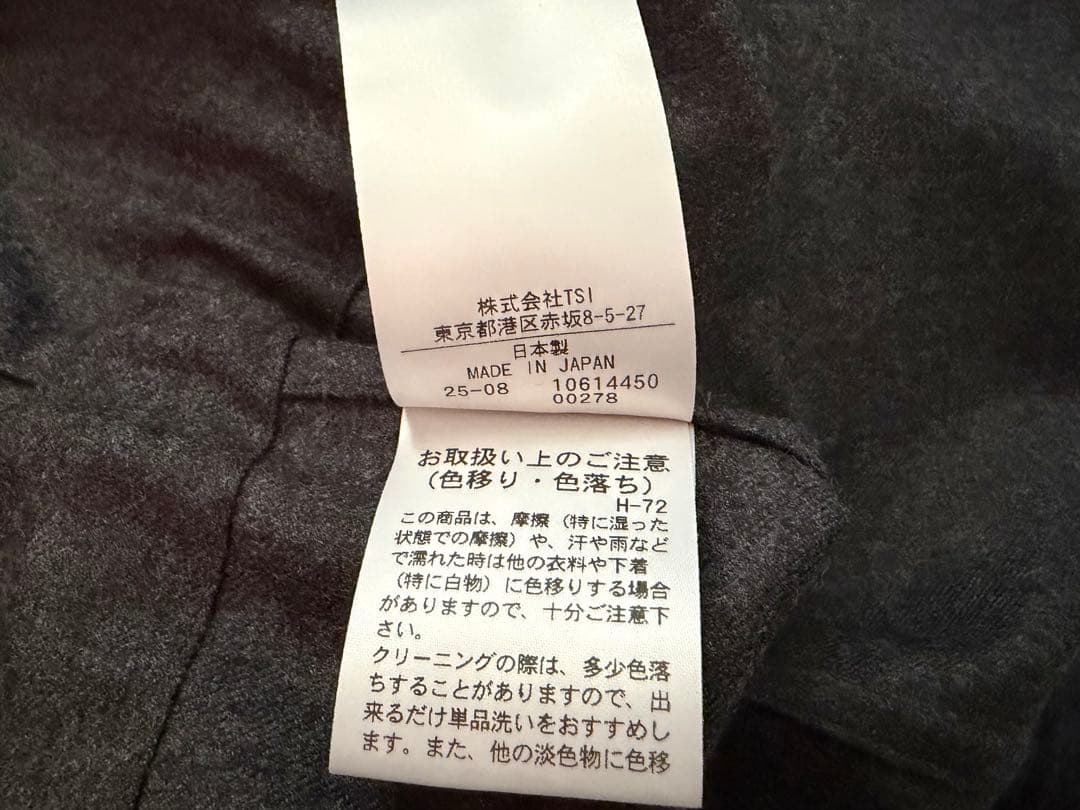 株式会社TSI
東京都港区赤坂8-5-27
日本製
MADE IN JAPAN
25-08 10614450
00278
お取扱い上のご注意
(色移り・色落ち)
H-72
この商品は、摩擦(特に湿った
状態での摩擦)や、汗や雨など
で濡れた時は他の衣料や下着
(特に白物)に色移りする場合
がありますので、十分ご注意下
さい。
クリーニングの際は、多少色落
ちすることがありますので、出
来るだけ単品洗いをおすすめし
ます。また、他の淡色物に色移